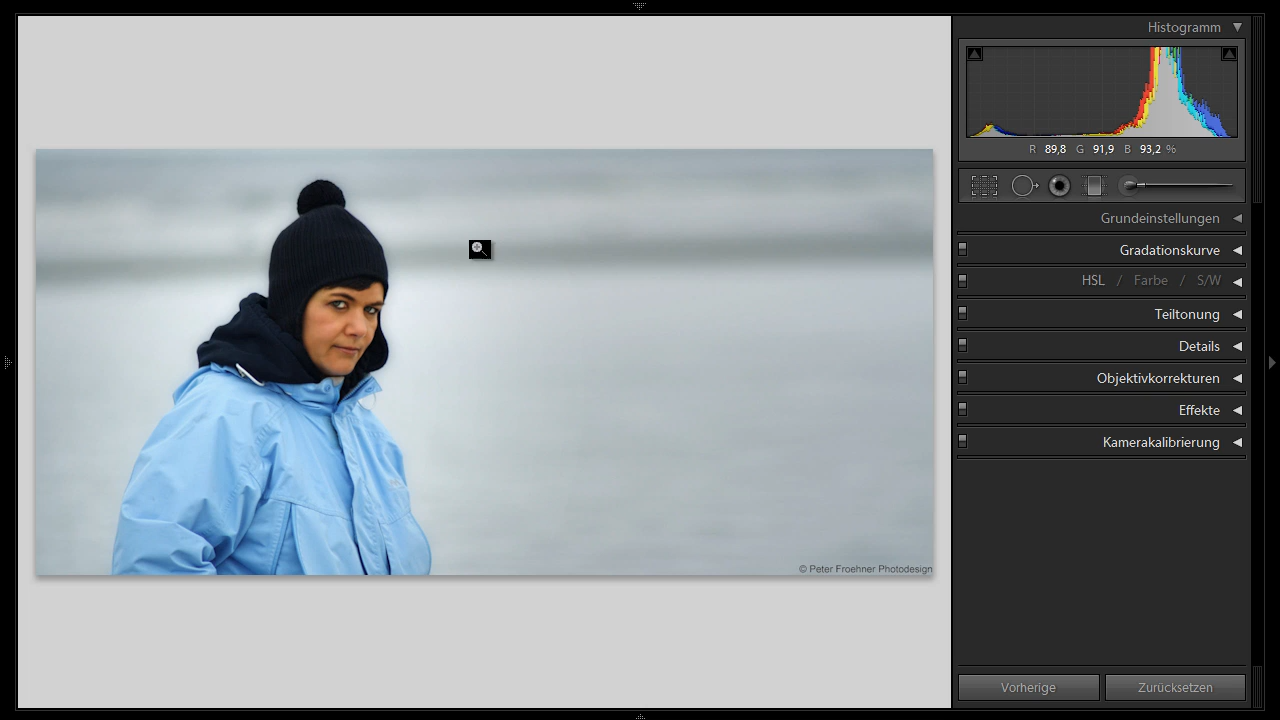 Histogramm
R 89,8 G 91,9 B 93,2 %
Grundeinstellungen
Gradationskurve
HSL / Farbe / S/W
Teiltonung
Details
Objektivkorrekturen
Effekte
Kamerakalibrierung
© Peter Froehner Photodesign
Vorherige
Zurücksetzen